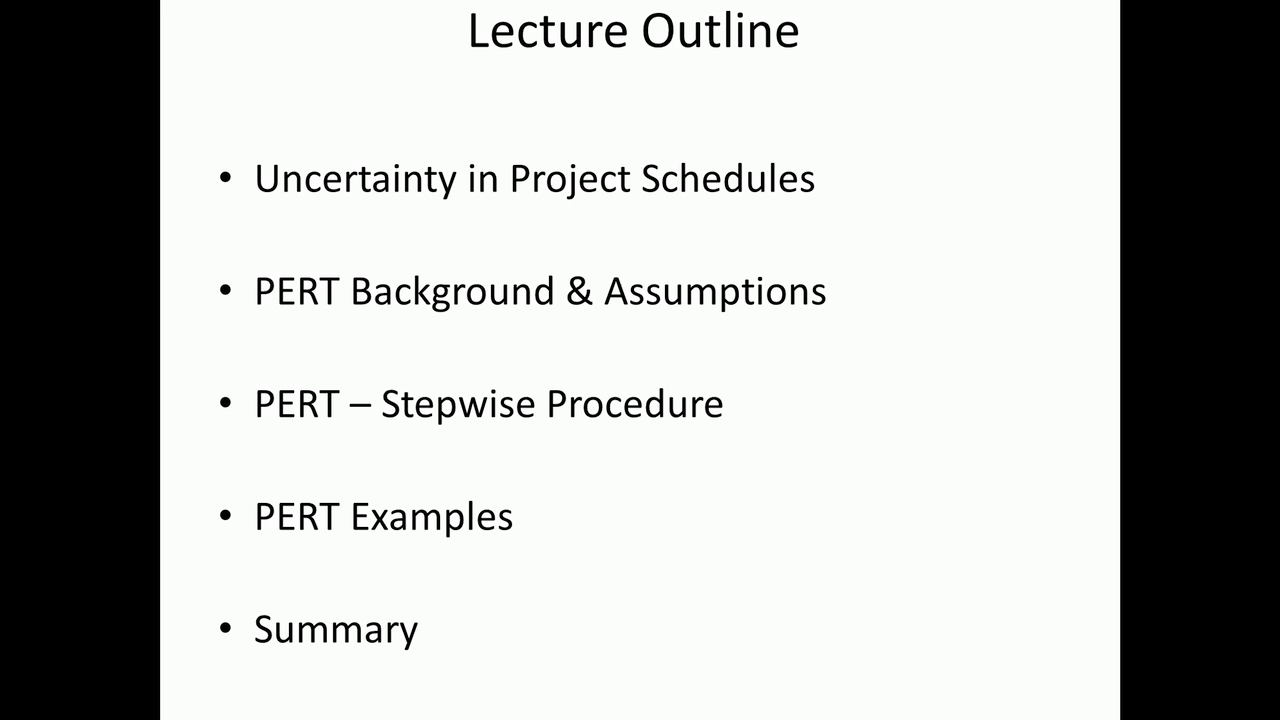 Lecture Outline
• Uncertainty in Project Schedules
• PERT Background & Assumptions
• PERT – Stepwise Procedure
• PERT Examples
• Summary